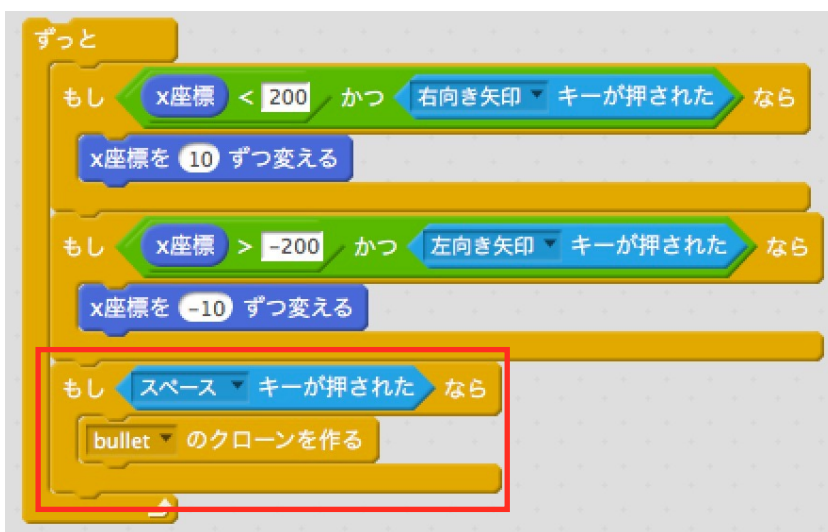 ずっと
もし x座標 < 200 かつ 右向き矢印 キーが押された なら
x座標を 10 ずつ変える
もし x座標 > -200 かつ 左向き矢印 キーが押された なら
x座標を -10 ずつ変える
もし スペース キーが押された なら
bullet のクローンを作る